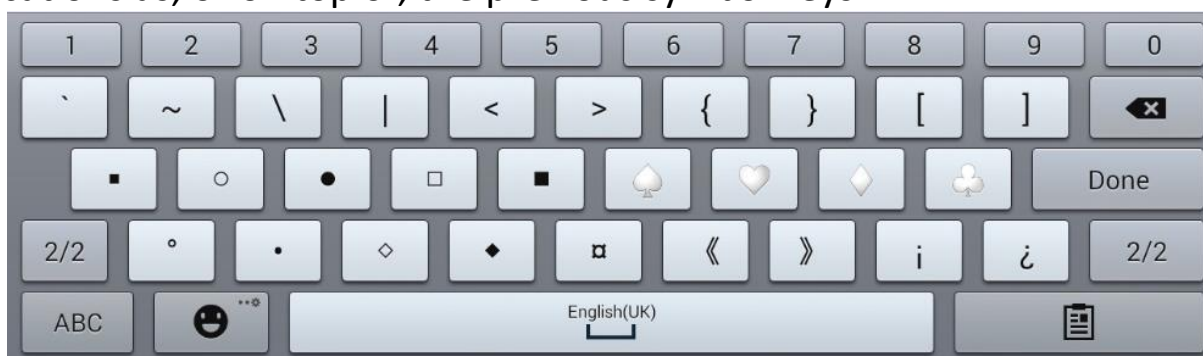 1 2 3 4 5 6 7 8 9 0
` ~ \ | < > { } [ ]
▪ ○ ● □ ■ ♤ ♡ ♢ ♧ Done
2/2 ° • ◇ ◆ ¤ 《 》 ¡ ¿ 2/2
ABC English(UK)